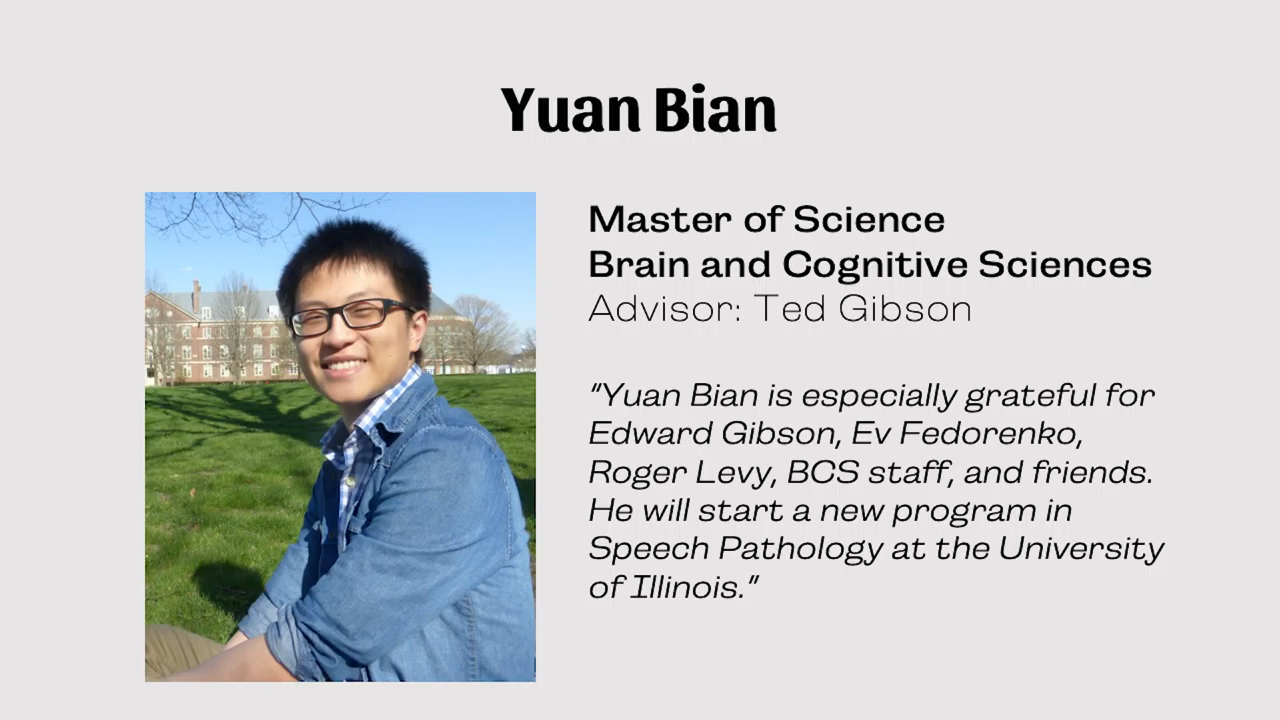 Yuan Bian
Master of Science
Brain and Cognitive Sciences
Advisor: Ted Gibson
“Yuan Bian is especially grateful for
Edward Gibson, Ev Fedorenko,
Roger Levy, BCS staff, and friends.
He will start a new program in
Speech Pathology at the University
of Illinois.”